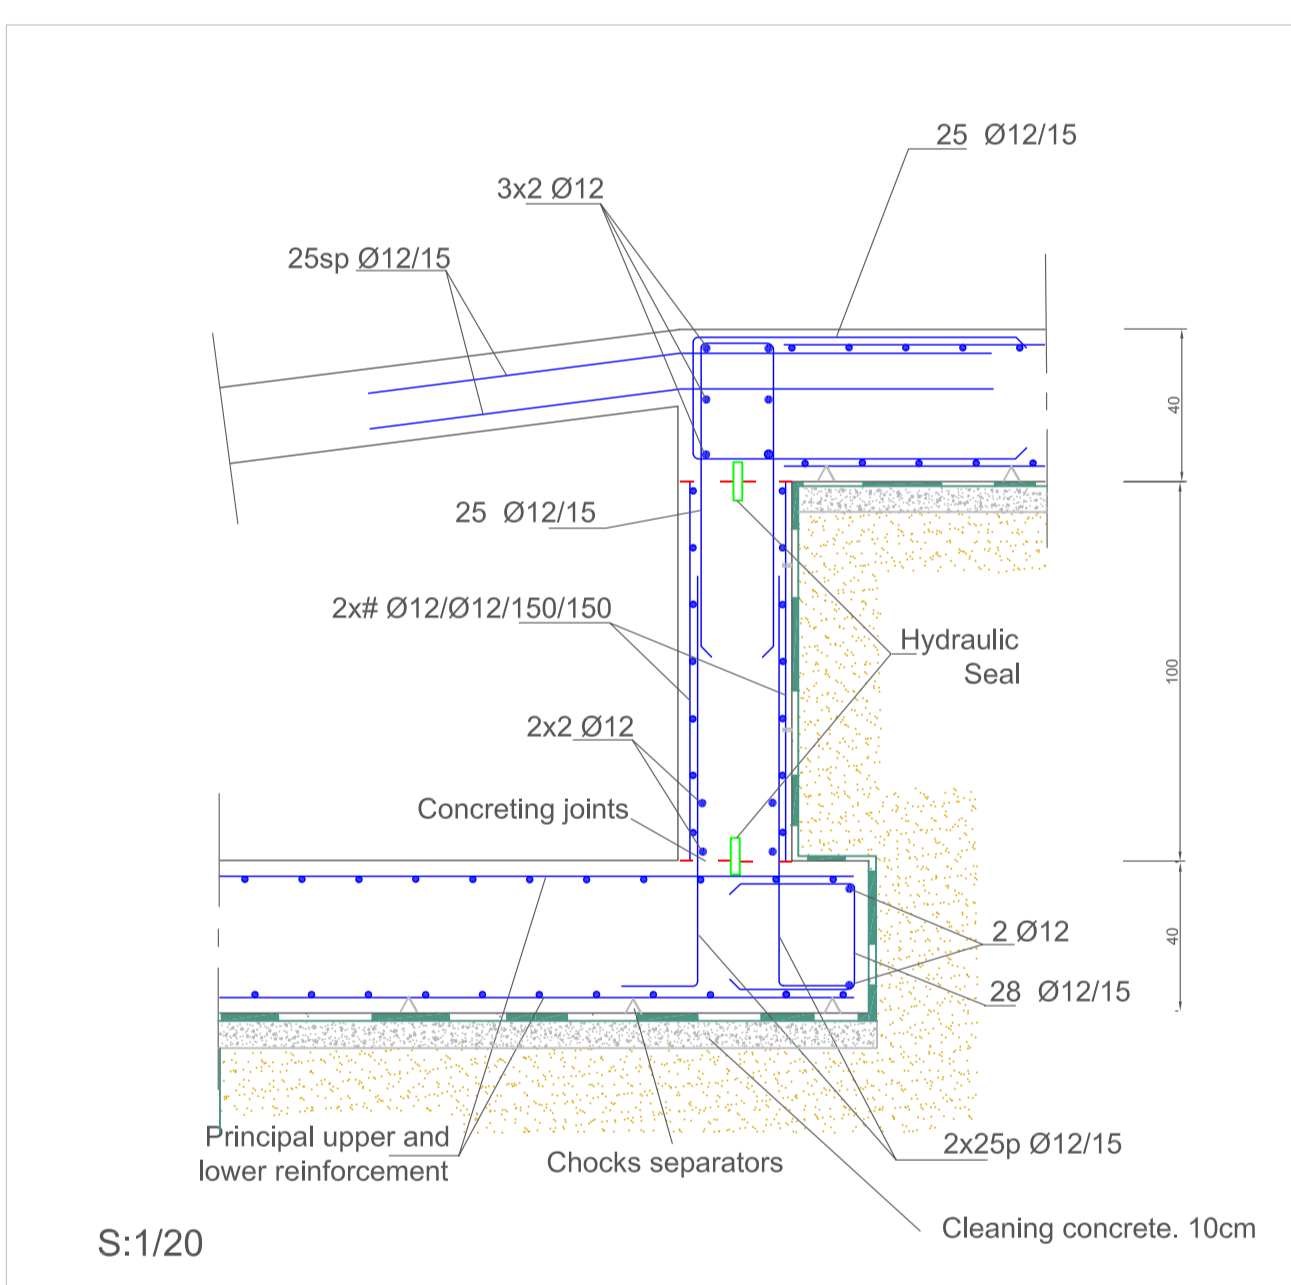 25 Ø12/15
3x2 Ø12
25sp Ø12/15
40
25 Ø12/15
2x# Ø12/Ø12/150/150
Hydraulic
Seal
100
2x2 Ø12
Concreting joints
2 Ø12
40
28 Ø12/15
Principal upper and
lower reinforcement
Chocks separators
2x25p Ø12/15
Cleaning concrete. 10cm
S:1/20